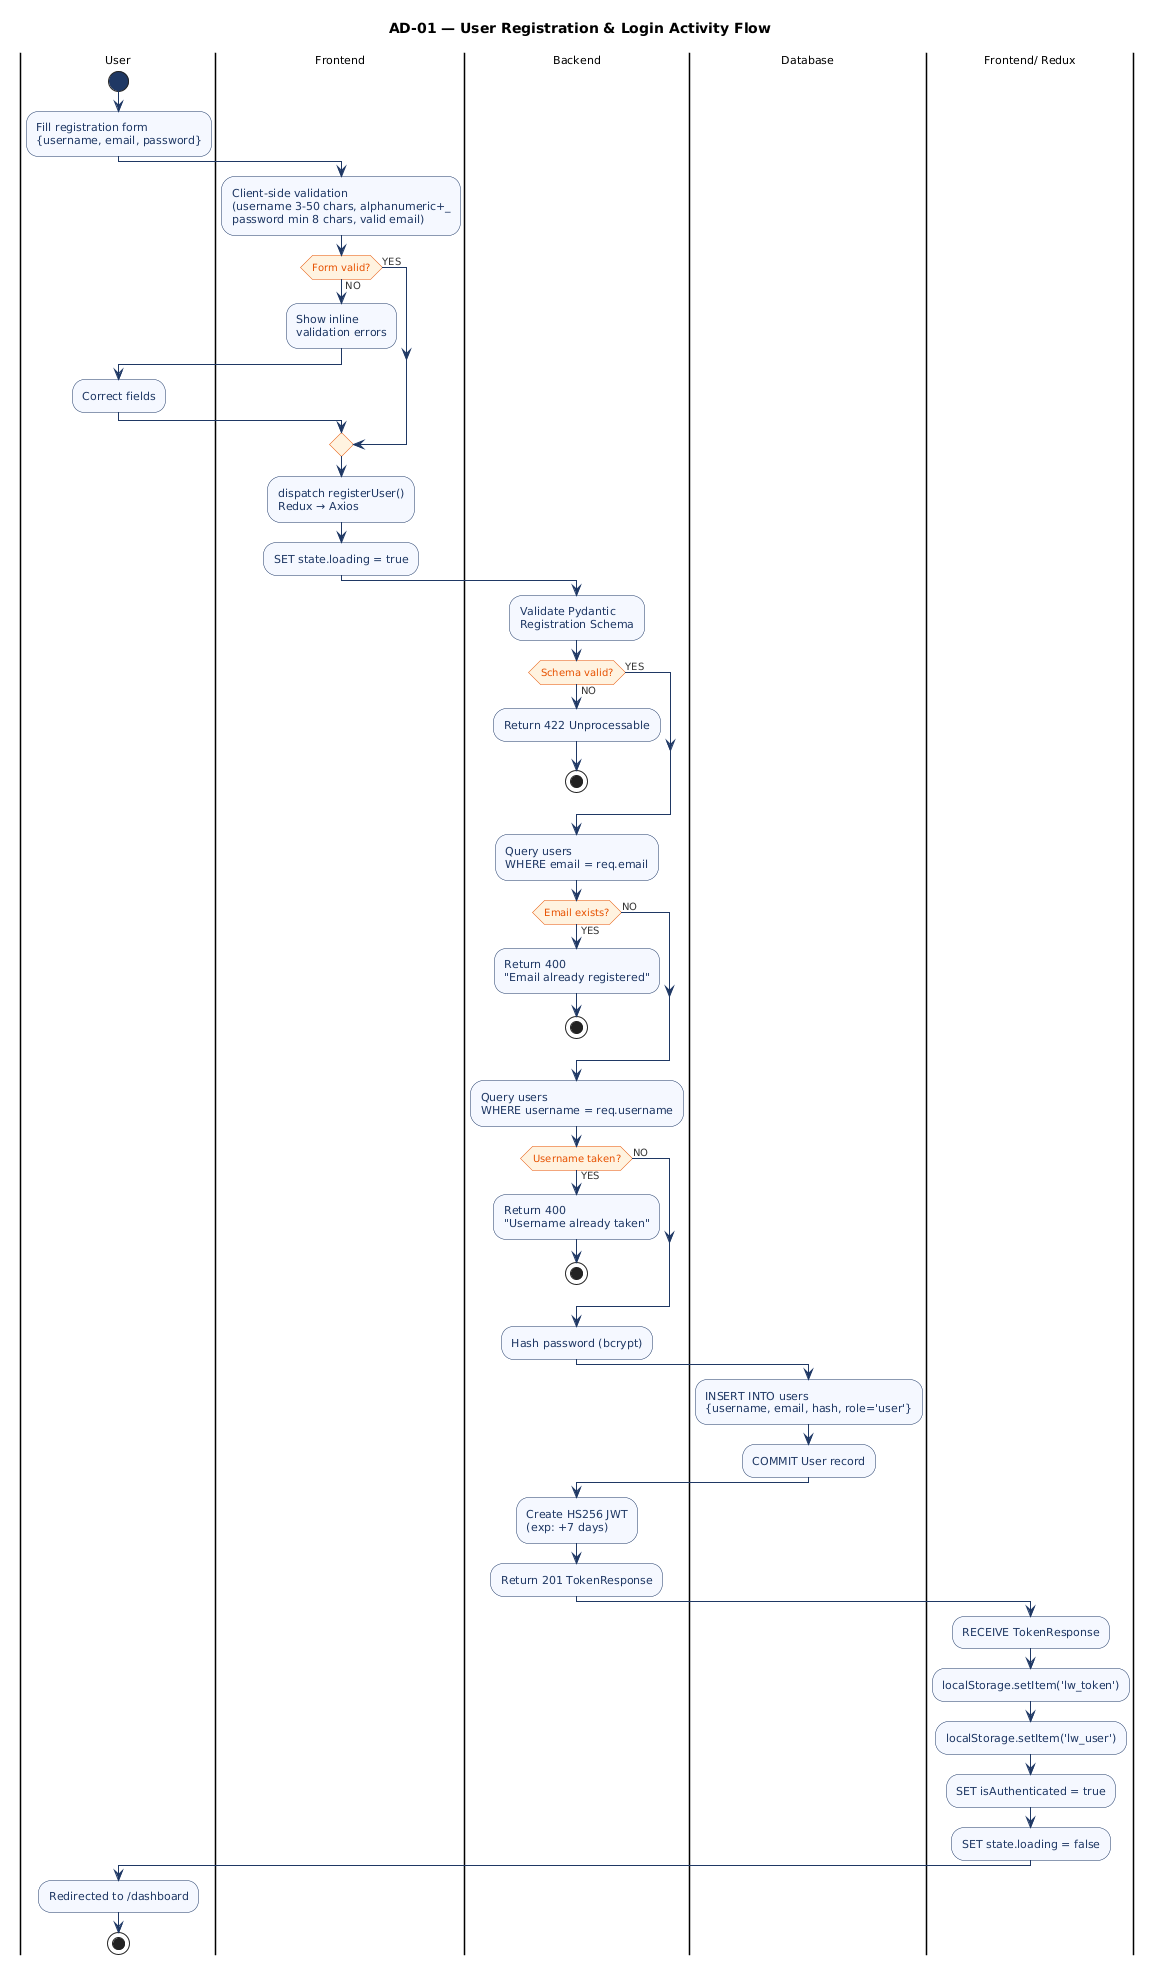 AD-01 — User Registration & Login Activity Flow
User
Frontend
Backend
Database
Frontend/ Redux
Fill registration form
{username, email, password}
Client-side validation
(username 3-50 chars, alphanumeric+_
password min 8 chars, valid email)
Form valid?
YES
NO
Show inline
validation errors
Correct fields
dispatch registerUser()
Redux → Axios
SET state.loading = true
Validate Pydantic
Registration Schema
Schema valid?
YES
NO
Return 422 Unprocessable
Query users
WHERE email = req.email
Email exists?
NO
YES
Return 400
"Email already registered"
Query users
WHERE username = req.username
Username taken?
NO
YES
Return 400
"Username already taken"
Hash password (bcrypt)
INSERT INTO users
{username, email, hash, role='user'}
COMMIT User record
Create HS256 JWT
(exp: +7 days)
Return 201 TokenResponse
RECEIVE TokenResponse
localStorage.setItem('lw_token')
localStorage.setItem('lw_user')
SET isAuthenticated = true
SET state.loading = false
Redirected to /dashboard